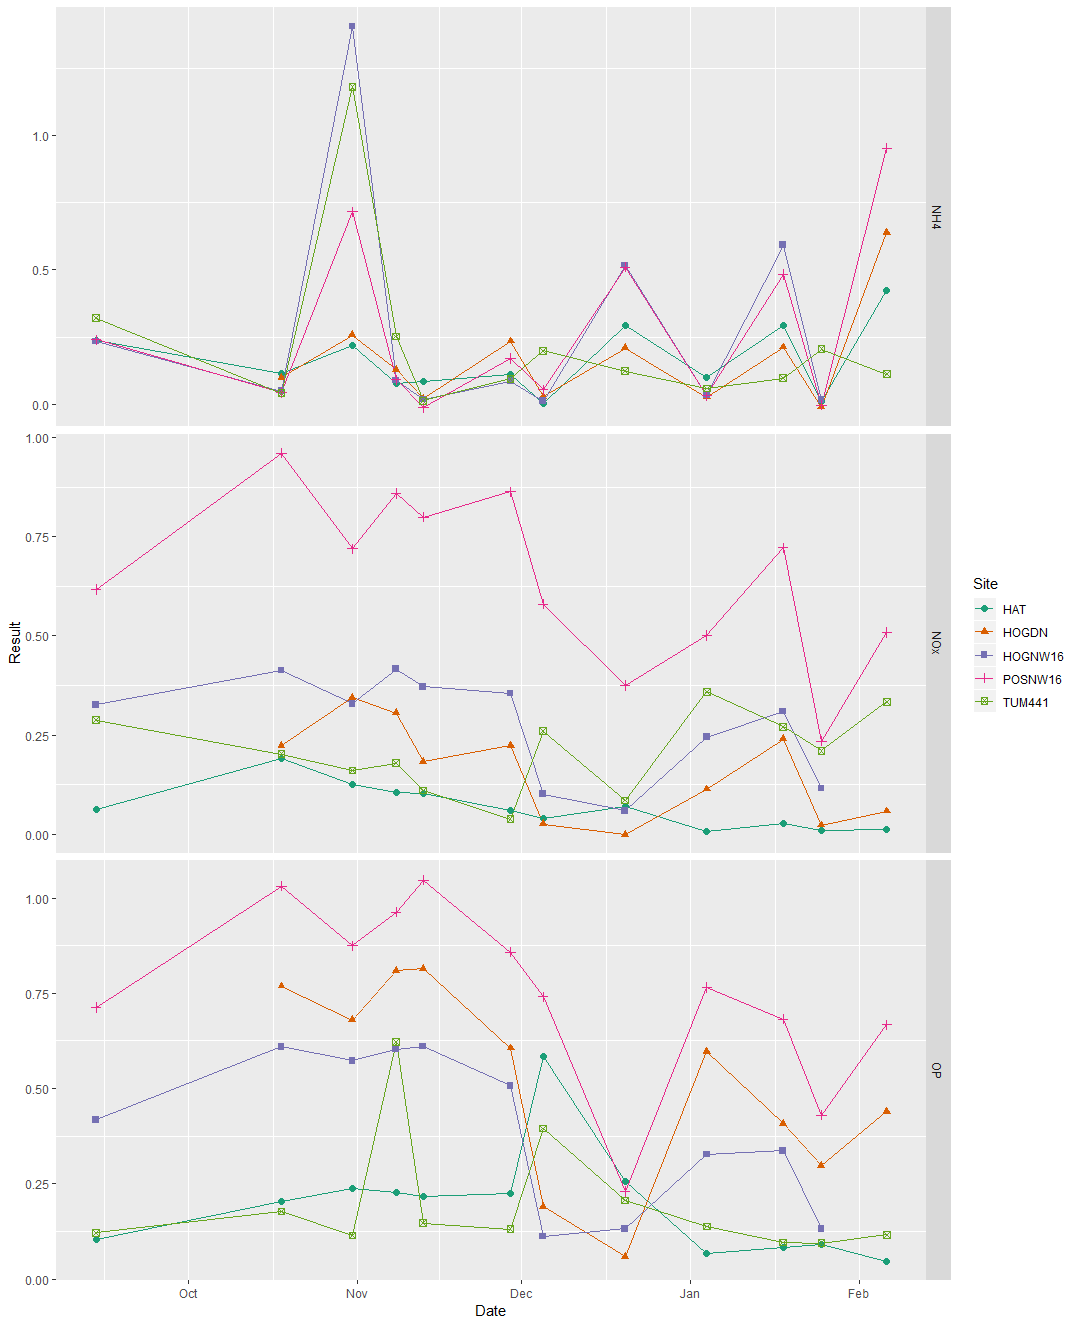 1.0
0.5
0.0
NH4
1.00
0.75
0.50
0.25
0.00
NOx
Result
1.00
0.75
0.50
0.25
0.00
OP
Oct
Nov
Dec
Jan
Feb
Date
Site
HAT
HOGDN
HOGNW16
POSNW16
TUM441